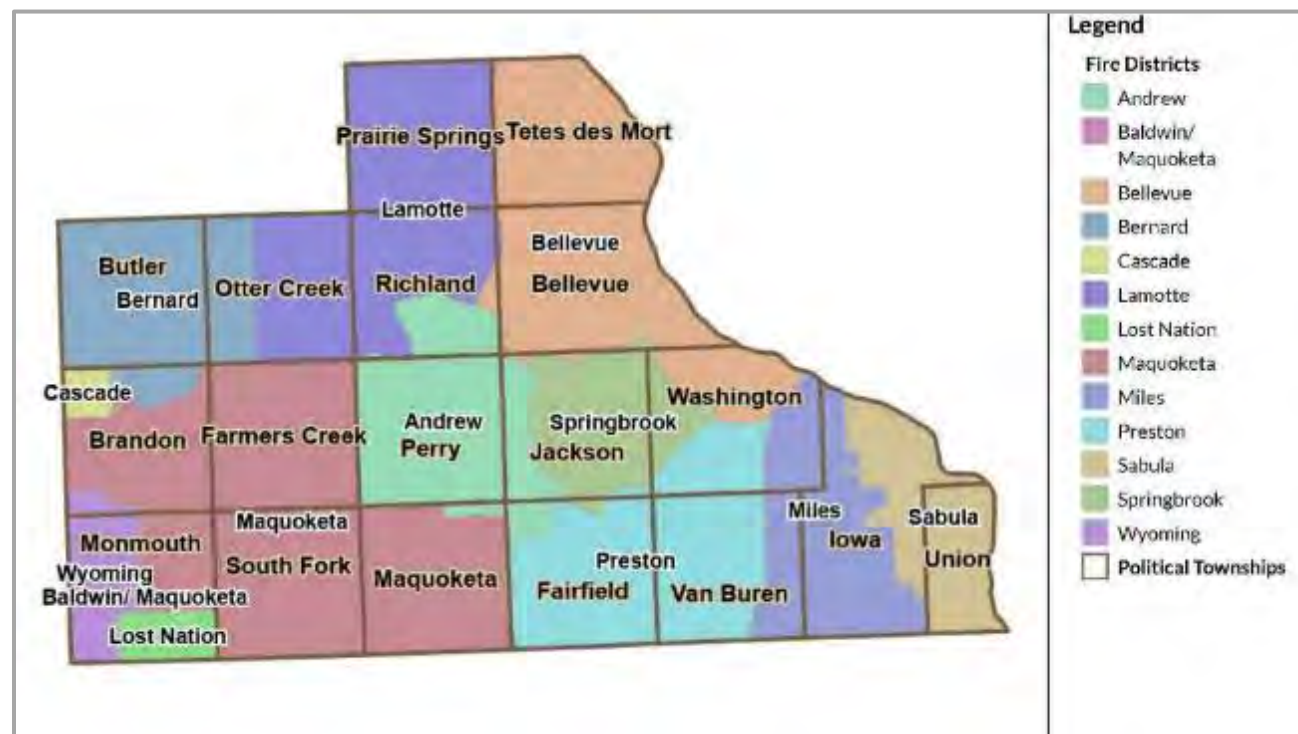 Legend
Fire Districts
Andrew
Baldwin/
Maquoketa
Bellevue
Bernard
Cascade
Lamotte
Lost Nation
Maquoketa
Miles
Preston
Sabula
Springbrook
Wyoming
Political Townships
Prairie Springs
Tetes des Mort
Lamotte
Bellevue
Butler
Bernard
Otter Creek
Richland
Bellevue
Cascade
Washington
Brandon
Farmers Creek
Andrew
Perry
Springbrook
Jackson
Maquoketa
Miles
Sabula
Monmouth
South Fork
Iowa
Wyoming
Maquoketa
Preston
Union
Baldwin/ Maquoketa
Fairfield
Van Buren
Lost Nation